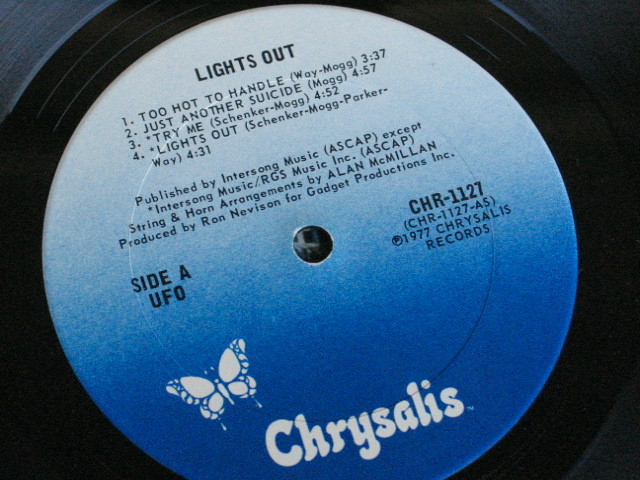 LIGHTS OUT
1. TOO HOT TO HANDLE (Way-Mogg) 3:37
2. JUST ANOTHER SUICIDE (Mogg) 4:57
3. *TRY ME (Schenker-Mogg) 4:52
4. *LIGHTS OUT (Schenker-Mogg-Parker-
Way) 4:31
Published by Intersong Music (ASCAP) except
*Intersong Music/RGS Music Inc. (ASCAP)
String & Horn Arrangements by ALAN McMILLAN
Produced by Ron Nevison for Gadget Productions Inc.
CHR-1127
(CHR-1127-AS)
℗1977 CHRYSALIS
RECORDS
SIDE A
UFO
Chrysalis™